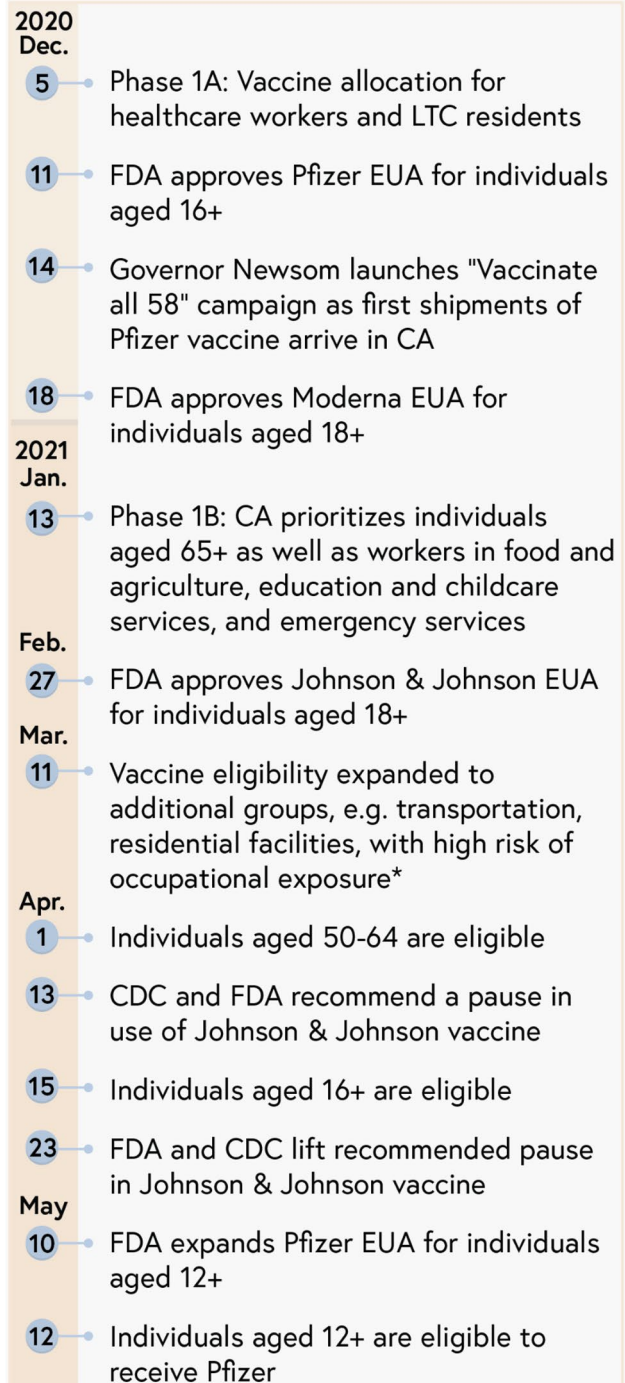 2020
Dec.
5
Phase 1A: Vaccine allocation for
healthcare workers and LTC residents
11
FDA approves Pfizer EUA for individuals
aged 16+
14
Governor Newsom launches "Vaccinate
all 58" campaign as first shipments of
Pfizer vaccine arrive in CA
18
FDA approves Moderna EUA for
individuals aged 18+
2021
Jan.
13
Phase 1B: CA prioritizes individuals
aged 65+ as well as workers in food and
agriculture, education and childcare
services, and emergency services
Feb.
27
FDA approves Johnson & Johnson EUA
for individuals aged 18+
Mar.
11
Vaccine eligibility expanded to
additional groups, e.g. transportation,
residential facilities, with high risk of
occupational exposure*
Apr.
1
Individuals aged 50-64 are eligible
13
CDC and FDA recommend a pause in
use of Johnson & Johnson vaccine
15
Individuals aged 16+ are eligible
23
FDA and CDC lift recommended pause
in Johnson & Johnson vaccine
May
10
FDA expands Pfizer EUA for individuals
aged 12+
12
Individuals aged 12+ are eligible to
receive Pfizer